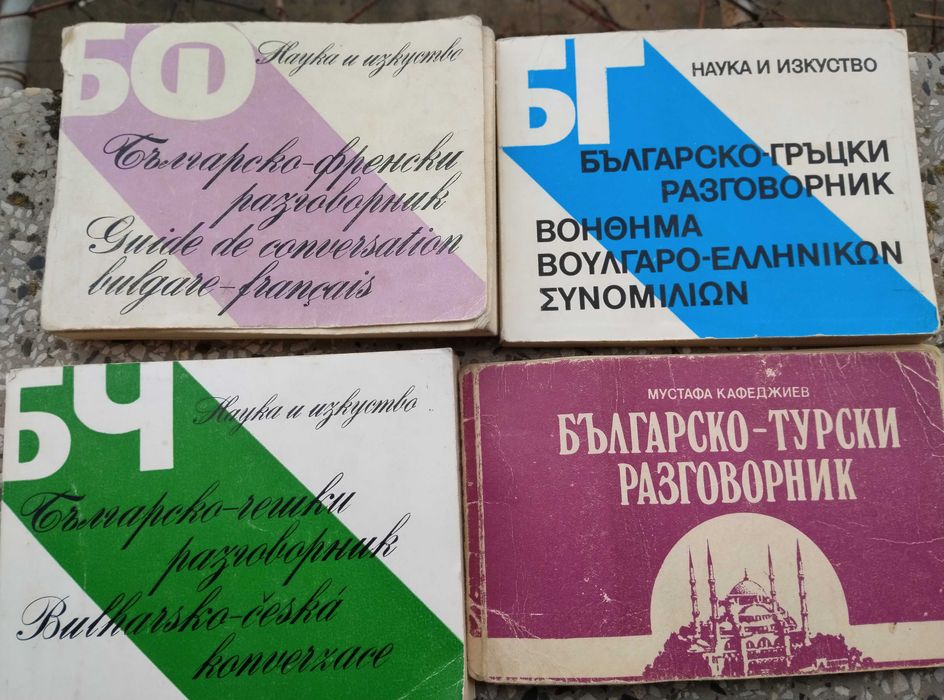 БФ
Наука и изкуство
Българско-френски
разговорник
Guide de conversation
bulgare-français
БГ
НАУКА И ИЗКУСТВО
БЪЛГАРСКО-ГРЪЦКИ
РАЗГОВОРНИК
ΒΟΗΘΗΜΑ
ΒΟΥΛΓΑΡΟ-ΕΛΛΗΝΙΚΩΝ
ΣΥΝΟΜΙΛΙΩΝ
БЧ
Наука и изкуство
Българско-чешки
разговорник
Bulharsko-česká
konverzace
МУСТАФА КАФЕДЖИЕВ
БЪЛГАРСКО-ТУРСКИ
РАЗГОВОРНИК